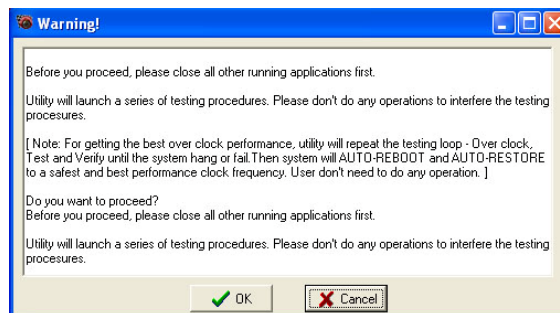 Warning!
Before you proceed, please close all other running applications first.
Utility will launch a series of testing procedures. Please don't do any operations to interfere the testing
procesures.
[ Note: For getting the best over clock performance, utility will repeat the testing loop - Over clock,
Test and Verify until the system hang or fail.Then system will AUTO-REBOOT and AUTO-RESTORE
to a safest and best performance clock frequency. User don't need to do any operation. ]
Do you want to proceed?
Before you proceed, please close all other running applications first.
Utility will launch a series of testing procedures. Please don't do any operations to interfere the testing
procesures.
OK Cancel